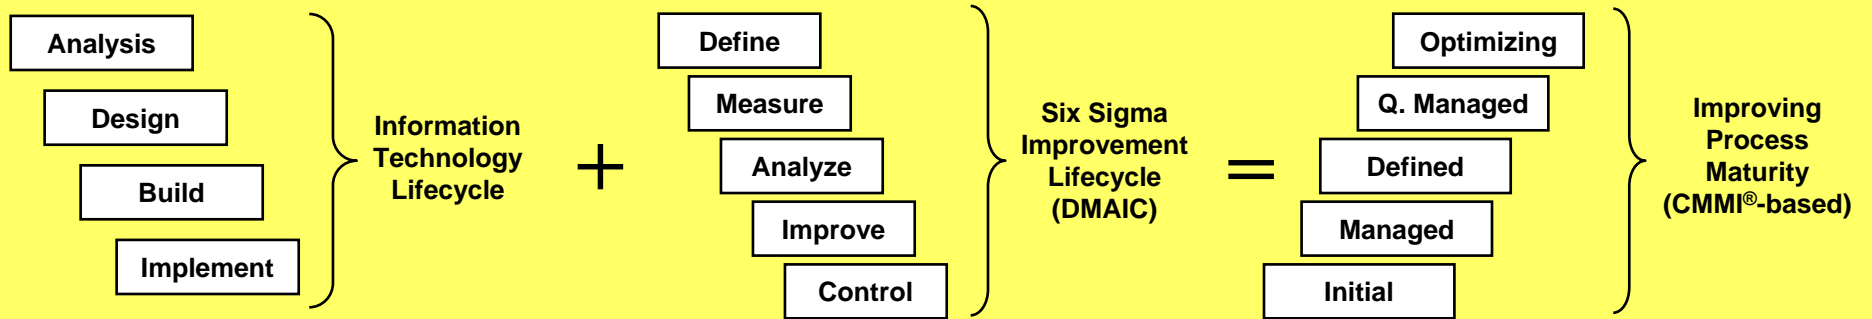 Analysis
Design
Build
Implement
Information
Technology
Lifecycle
+
Define
Measure
Analyze
Improve
Control
Six Sigma
Improvement
Lifecycle
(DMAIC)
=
Optimizing
Q. Managed
Defined
Managed
Initial
Improving
Process
Maturity
(CMMI®-based)